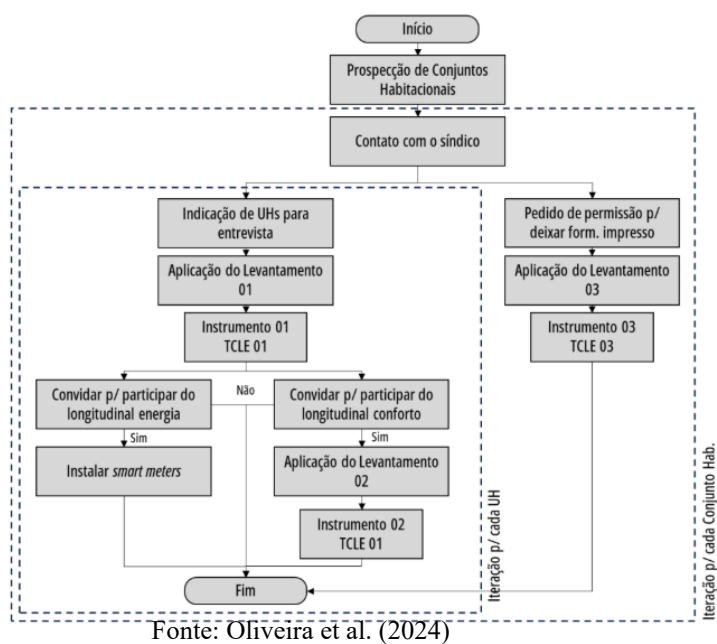 Início
Prospecção de Conjuntos
Habitacionais
Contato com o síndico
Indicação de UHs para
entrevista
Pedido de permissão p/
deixar form. impresso
Aplicação do Levantamento
01
Aplicação do Levantamento
03
Instrumento 01
TCLE 01
Instrumento 03
TCLE 03
Convidar p/ participar do
longitudinal energia
Não
Convidar p/ participar do
longitudinal conforto
Sim
Sim
Instalar smart meters
Aplicação do Levantamento
02
Instrumento 02
TCLE 01
Fim
Iteração p/ cada UH
Iteração p/ cada Conjunto Hab.
Fonte: Oliveira et al. (2024)